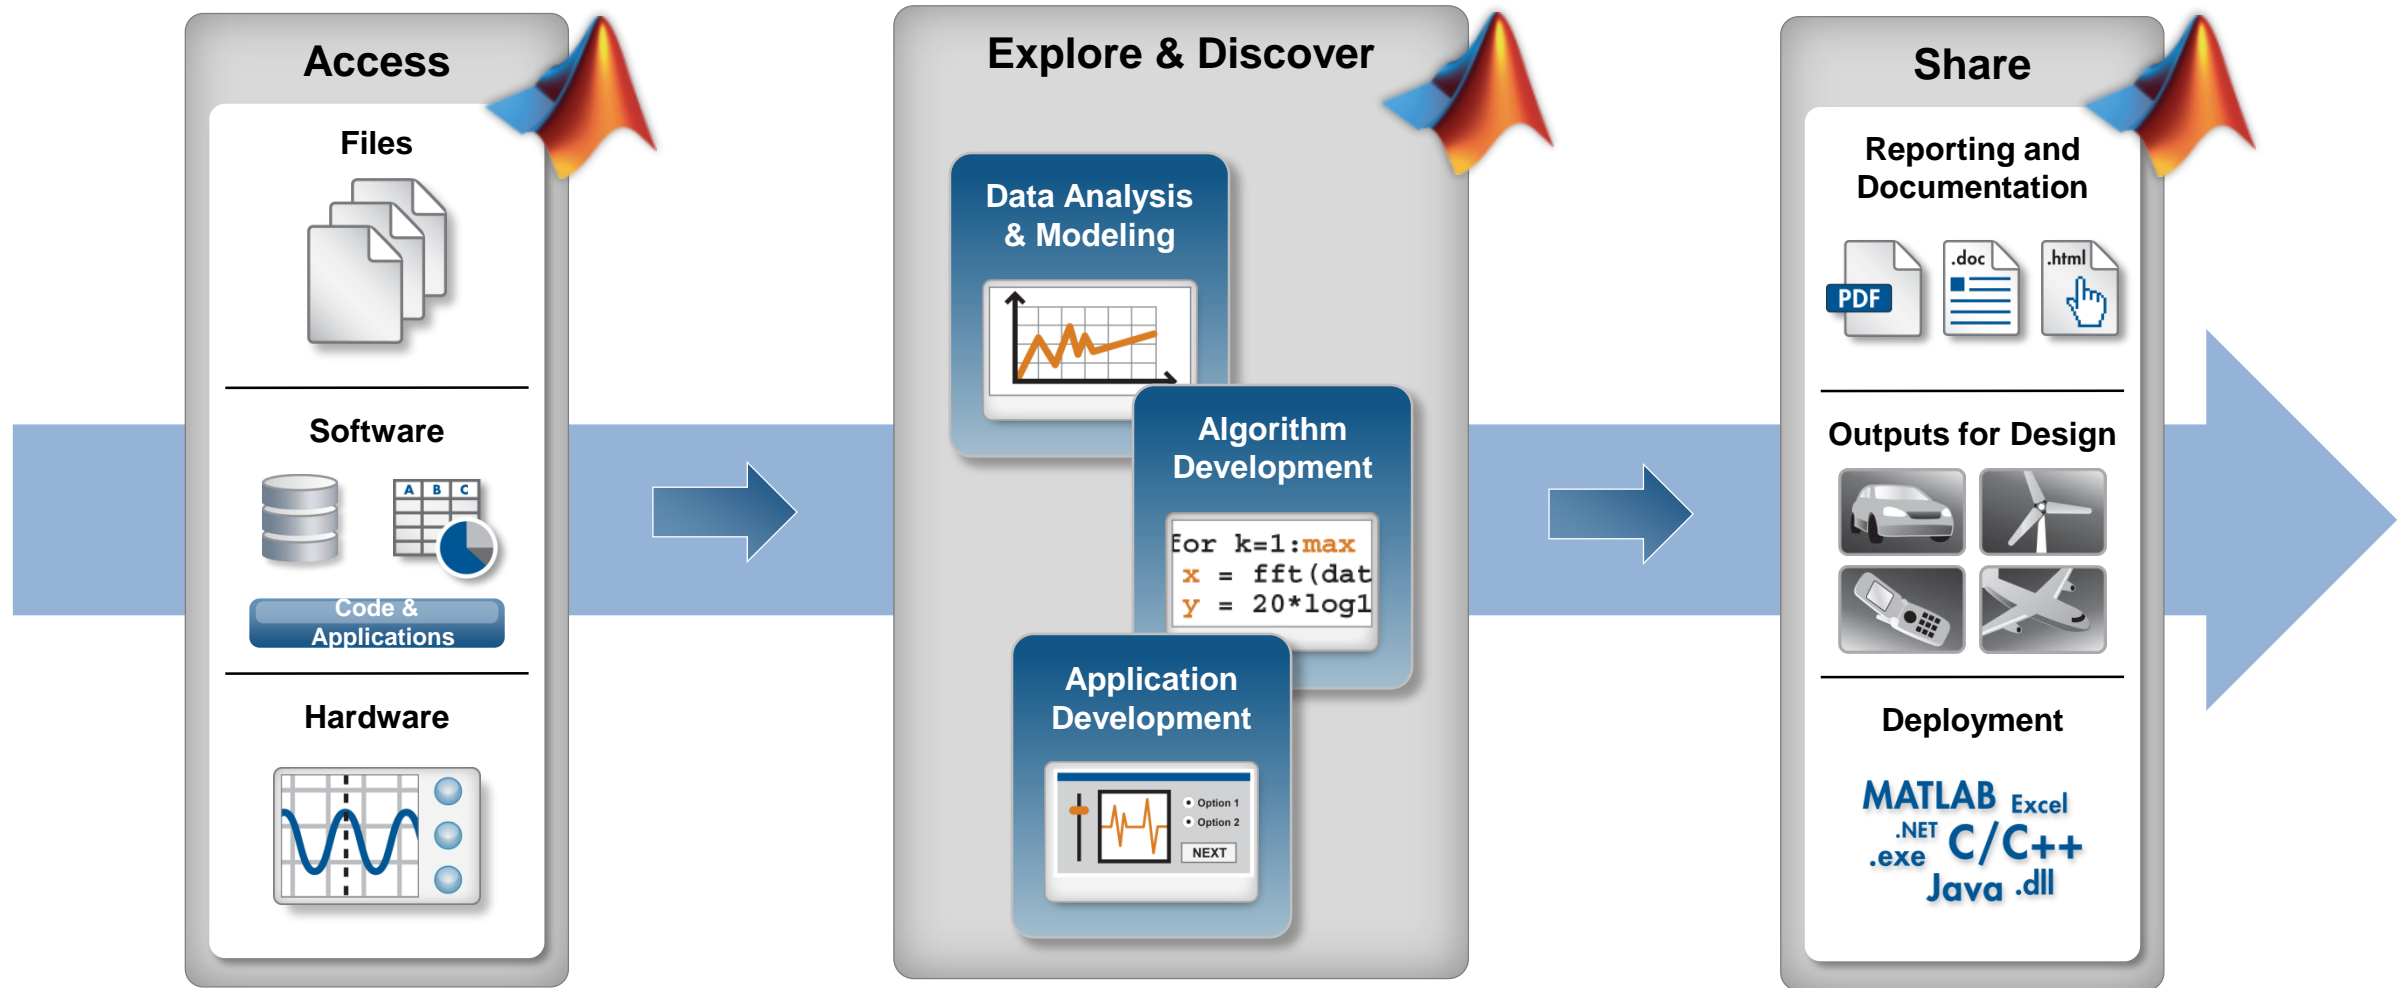 Access
Files
Software
A B C
Code &
Applications
Hardware
Explore & Discover
Data Analysis
& Modeling
Algorithm
Development
for k=1:max
x = fft(dat
y = 20*log1
Application
Development
Option 1
Option 2
NEXT
Share
Reporting and
Documentation
PDF
.doc
.html
Outputs for Design
Deployment
MATLAB Excel
.NET C/C++
.exe
Java .dll